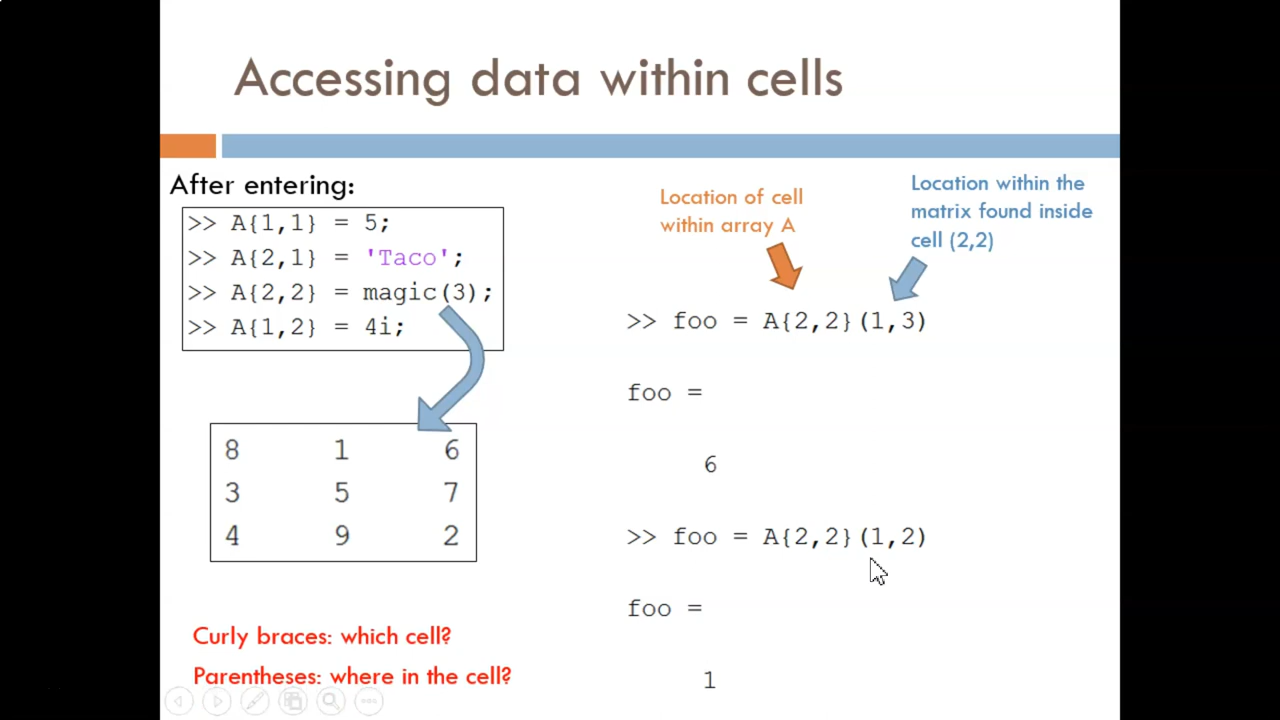 Accessing data within cells
After entering:
>> A{1,1} = 5;
>> A{2,1} = 'Taco';
>> A{2,2} = magic(3);
>> A{1,2} = 4i;
8 1 6
3 5 7
4 9 2
Curly braces: which cell?
Parentheses: where in the cell?
Location of cell
within array A
Location within the
matrix found inside
cell (2,2)
>> foo = A{2,2}(1,3)
foo =
6
>> foo = A{2,2}(1,2)
foo =
1